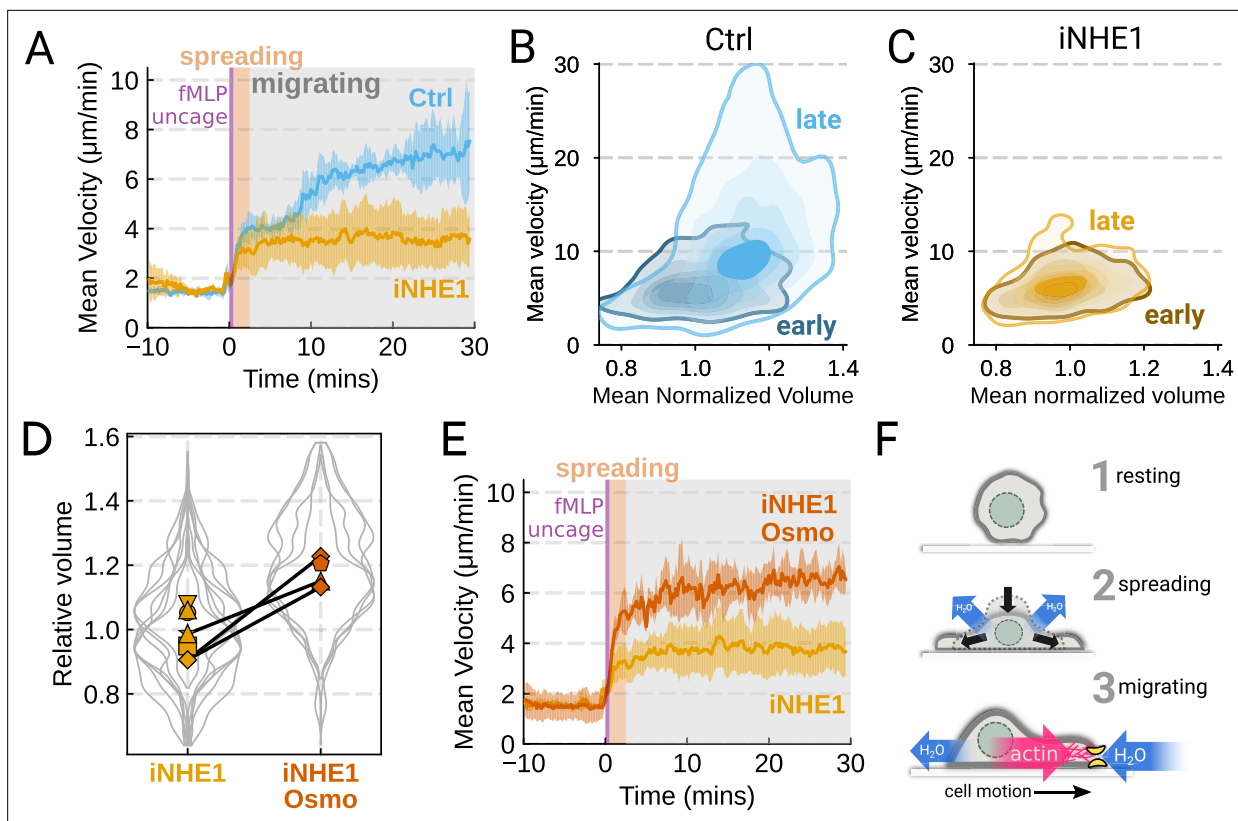 A
spreading
migrating
fMLP
uncage
Ctrl
iNHE1
Mean Velocity (µm/min)
10
8
6
4
2
0
−10
0
10
20
30
Time (mins)
B
Ctrl
late
early
Mean velocity (µm/min)
30
20
10
0
0.8
1.0
1.2
1.4
Mean Normalized Volume
C
iNHE1
late
early
Mean velocity (µm/min)
30
20
10
0
0.8
1.0
1.2
1.4
Mean normalized volume
D
Relative volume
1.6
1.4
1.2
1.0
0.8
iNHE1
iNHE1
Osmo
E
spreading
fMLP
uncage
iNHE1
Osmo
iNHE1
Mean Velocity (µm/min)
10
8
6
4
2
0
−10
0
10
20
30
Time (mins)
F
1 resting
2 spreading
H₂O
H₂O
3 migrating
H₂O
actin
H₂O
cell motion